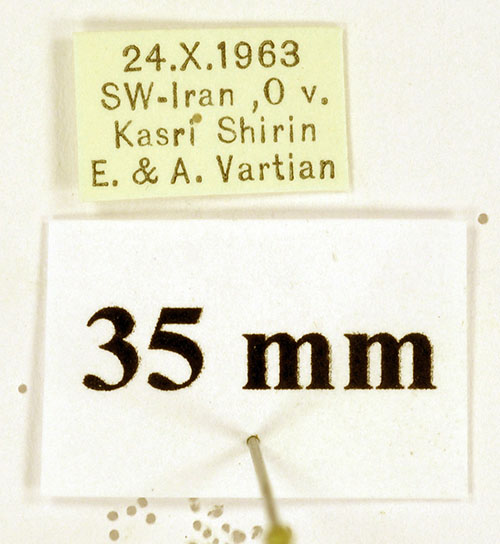 24.X.1963
SW-Iran ,O v.
Kasri Shirin
E. & A. Vartian
35 mm